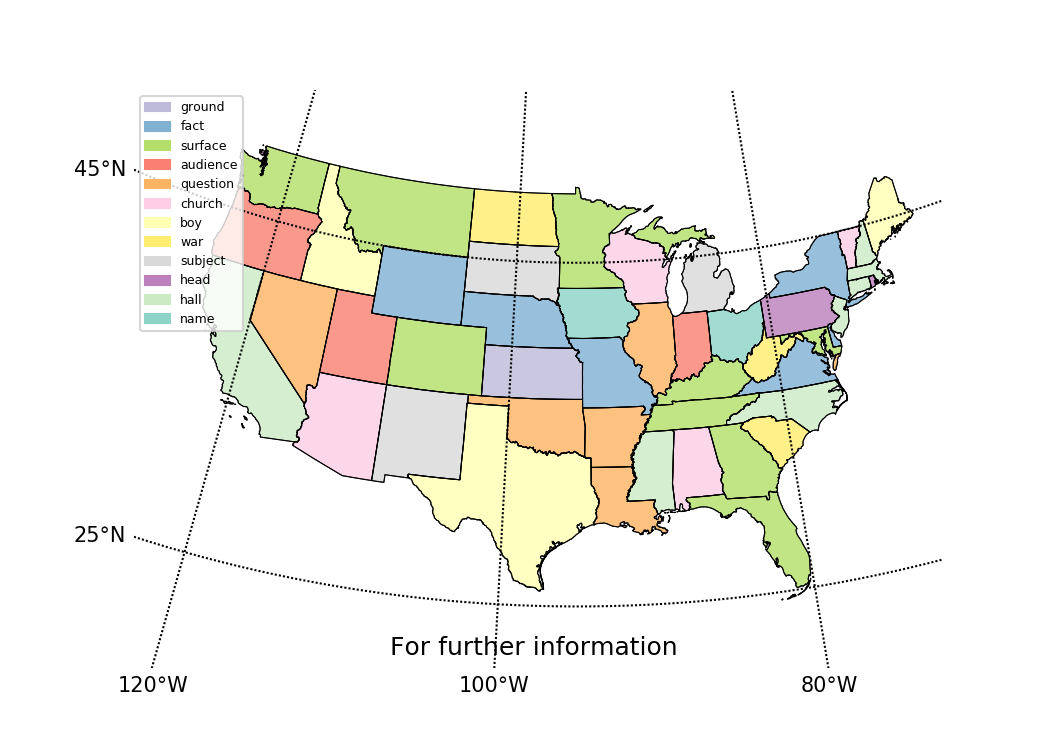 ground
fact
surface
audience
question
church
boy
war
subject
head
hall
name
45°N
25°N
For further information
120°W
100°W
80°W